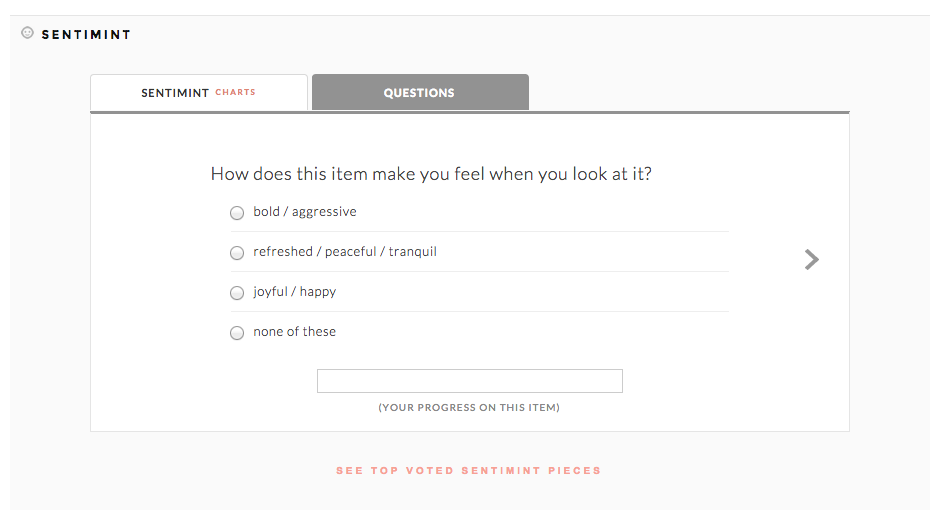 SENTIMINT
SENTIMINT CHARTS
QUESTIONS
How does this item make you feel when you look at it?
bold / aggressive
refreshed / peaceful / tranquil
joyful / happy
none of these
(YOUR PROGRESS ON THIS ITEM)
SEE TOP VOTED SENTIMINT PIECES